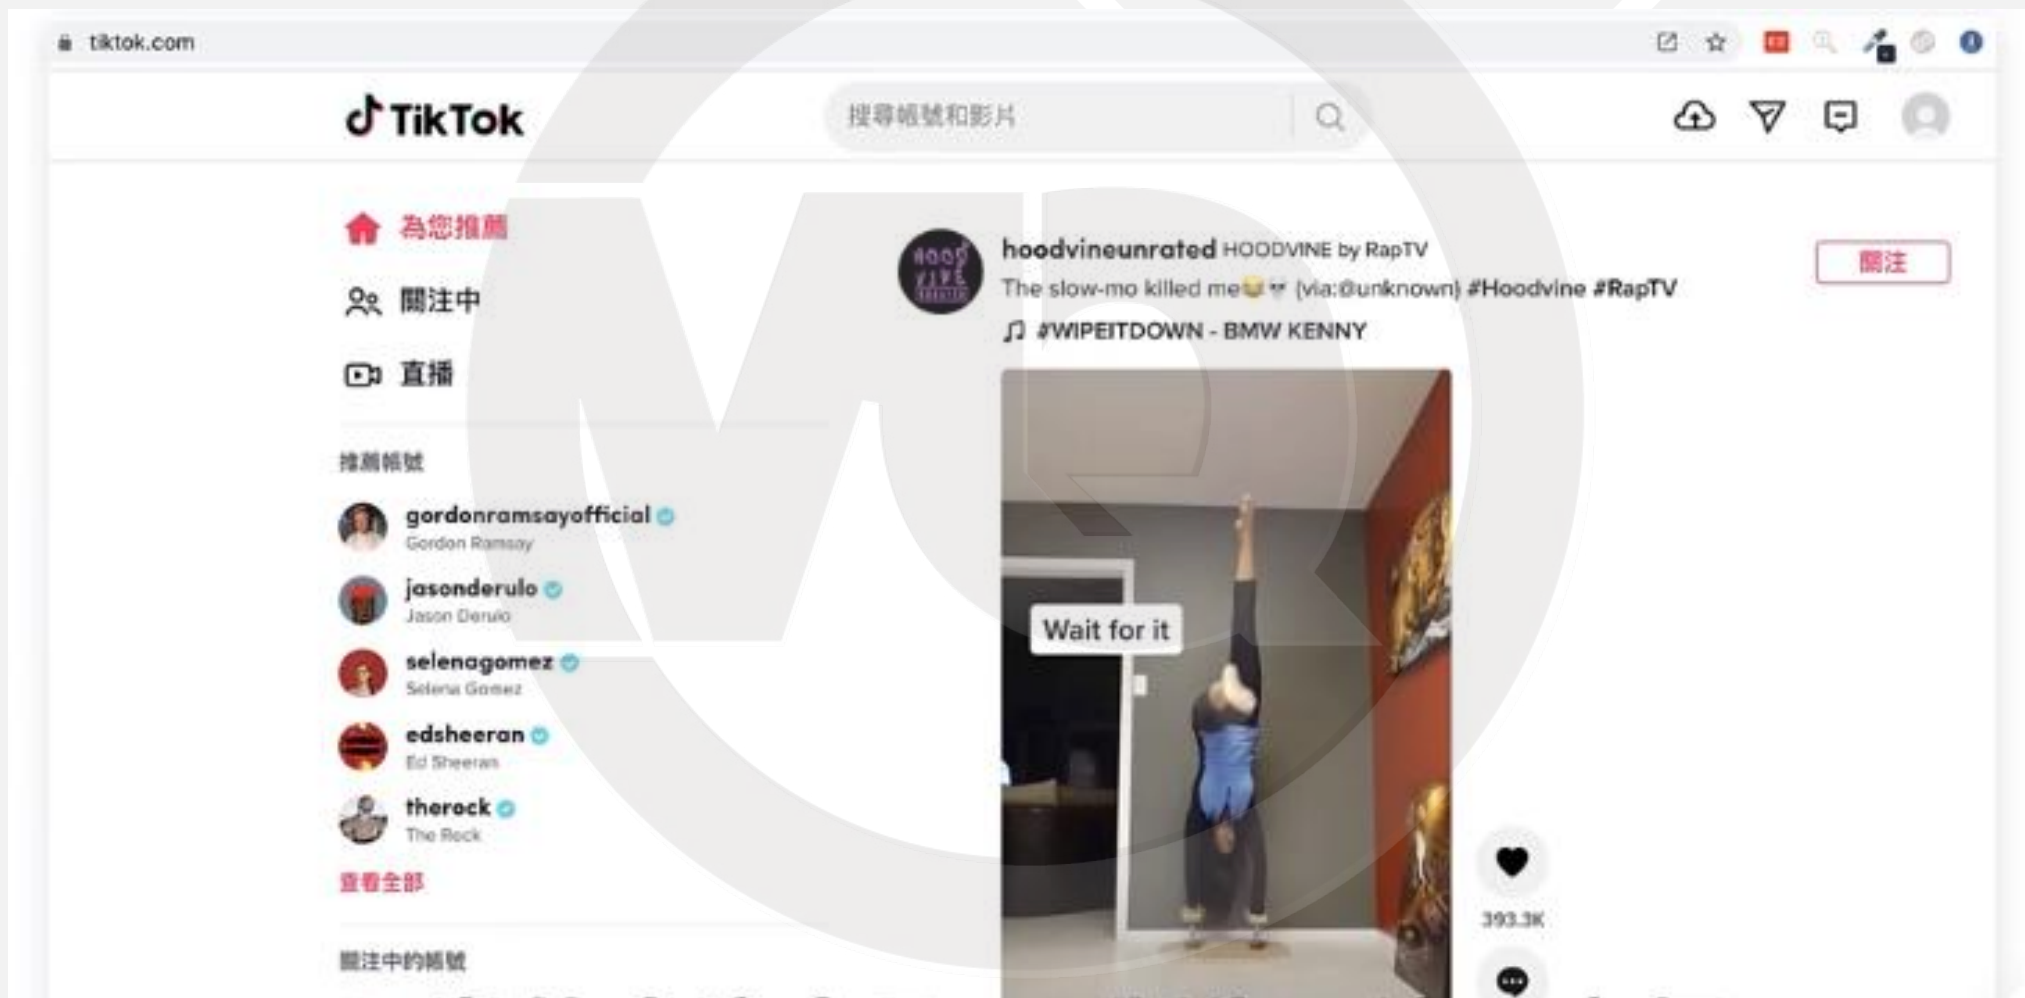 tiktok.com
TikTok
搜尋帳號和影片
為您推薦
關注中
直播
推薦帳號
gordonramsayofficial
Gordon Ramsay
jasonderulo
Jason Derulo
selenagomez
Selena Gomez
edsheeran
Ed Sheeran
therock
The Rock
查看全部
關注中的帳號
HOOD VINE
hoodvineunrated HOODVINE by RapTV
關注
The slow-mo killed me😂💀 (via:@unknown) #Hoodvine #RapTV
#WIPEITDOWN - BMW KENNY
Wait for it
393.3K